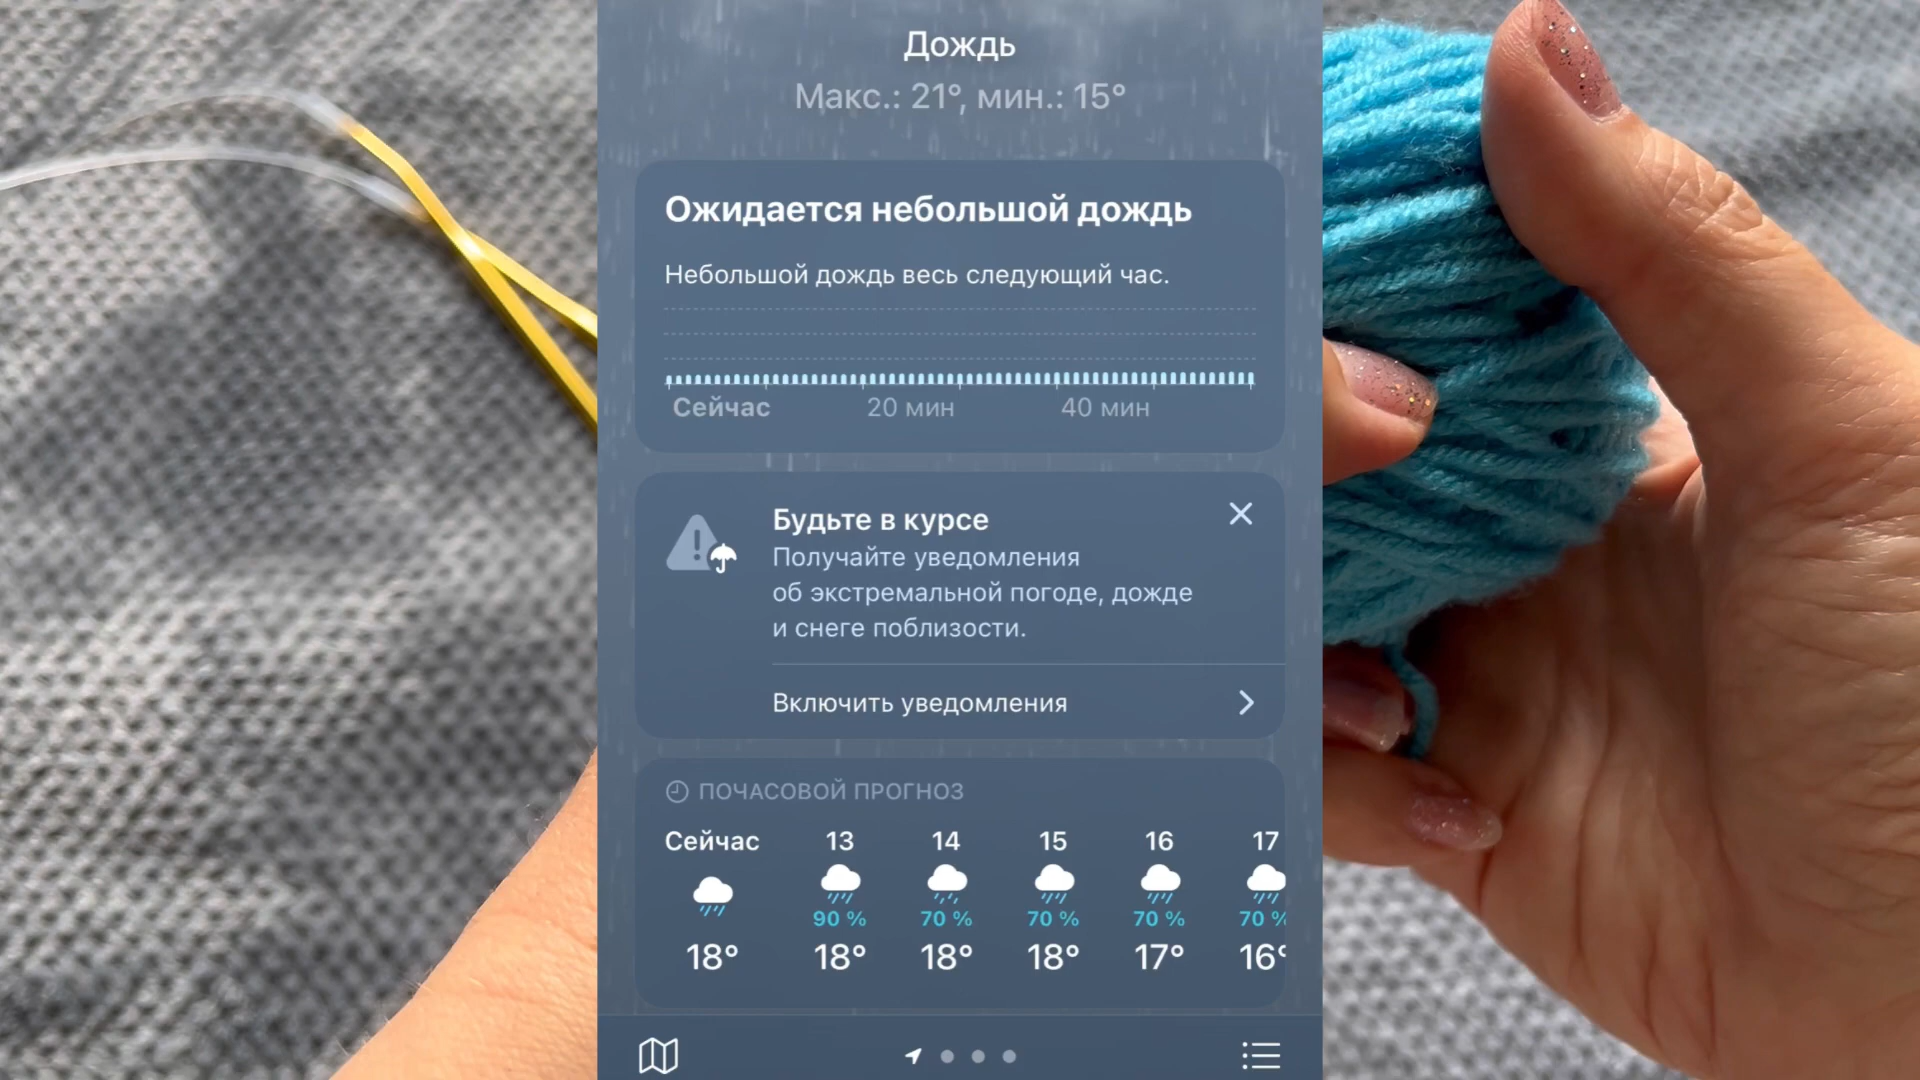 Дождь
Макс.: 21°, мин.: 15°
Ожидается небольшой дождь
Небольшой дождь весь следующий час.
Сейчас 20 мин 40 мин
Будьте в курсе
Получайте уведомления
об экстремальной погоде, дожде
и снеге поблизости.
Включить уведомления
ПОЧАСОВОЙ ПРОГНОЗ
Сейчас 13 14 15 16 17
90 % 70 % 70 % 70 % 70 %
18° 18° 18° 18° 17° 16°